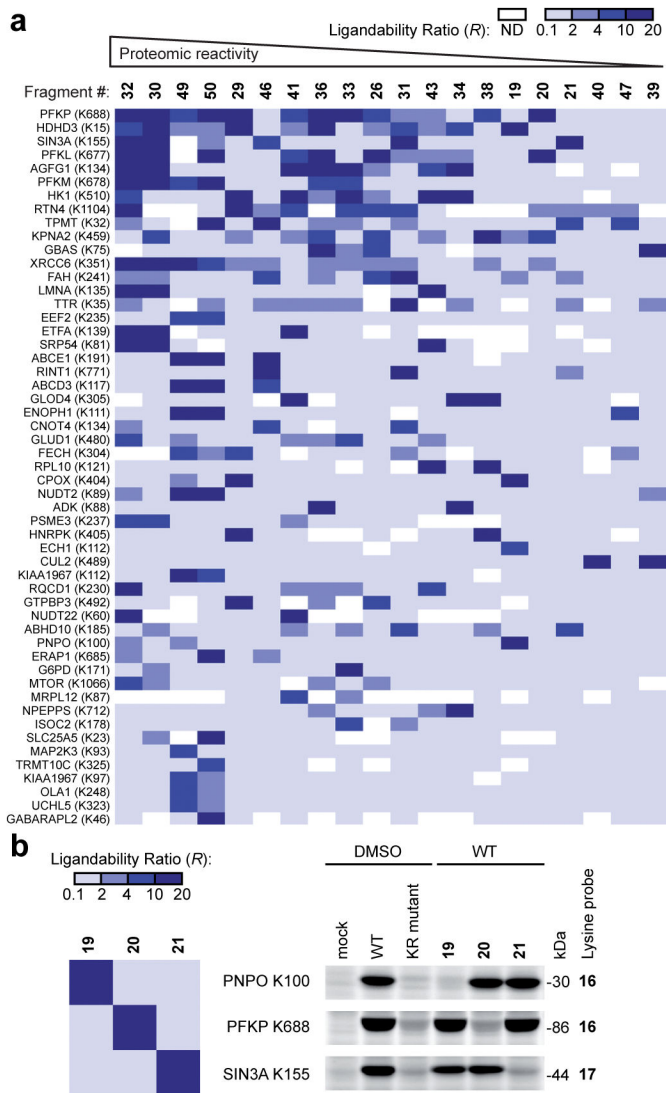 a
Ligandability Ratio (R): ND 0.1 2 4 10 20
Proteomic reactivity
Fragment #: 32 30 49 50 29 46 41 36 33 26 31 43 34 38 19 20 21 40 47 39
PFKP (K688)
HDHD3 (K15)
SIN3A (K155)
PFKL (K677)
AGFG1 (K134)
PFKM (K678)
HK1 (K510)
RTN4 (K1104)
TPMT (K32)
KPNA2 (K459)
GBAS (K75)
XRCC6 (K351)
FAH (K241)
LMNA (K135)
TTR (K35)
EEF2 (K235)
ETFA (K139)
SRP54 (K81)
ABCE1 (K191)
RINT1 (K771)
ABCD3 (K117)
GLOD4 (K305)
ENOPH1 (K111)
CNOT4 (K134)
GLUD1 (K480)
FECH (K304)
RPL10 (K121)
CPOX (K404)
NUDT2 (K89)
ADK (K88)
PSME3 (K237)
HNRPK (K405)
ECH1 (K112)
CUL2 (K489)
KIAA1967 (K112)
RQCD1 (K230)
GTPBP3 (K492)
NUDT22 (K60)
ABHD10 (K185)
PNPO (K100)
ERAP1 (K685)
G6PD (K171)
MTOR (K1066)
MRPL12 (K87)
NPEPPS (K712)
ISOC2 (K178)
SLC25A5 (K23)
MAP2K3 (K93)
TRMT10C (K325)
KIAA1967 (K97)
OLA1 (K248)
UCHL5 (K323)
GABARAPL2 (K46)
b
Ligandability Ratio (R):
0.1 2 4 10 20
19 20 21
DMSO WT
mock WT KR mutant 19 20 21 kDa Lysine probe
PNPO K100 -30 16
PFKP K688 -86 16
SIN3A K155 -44 17